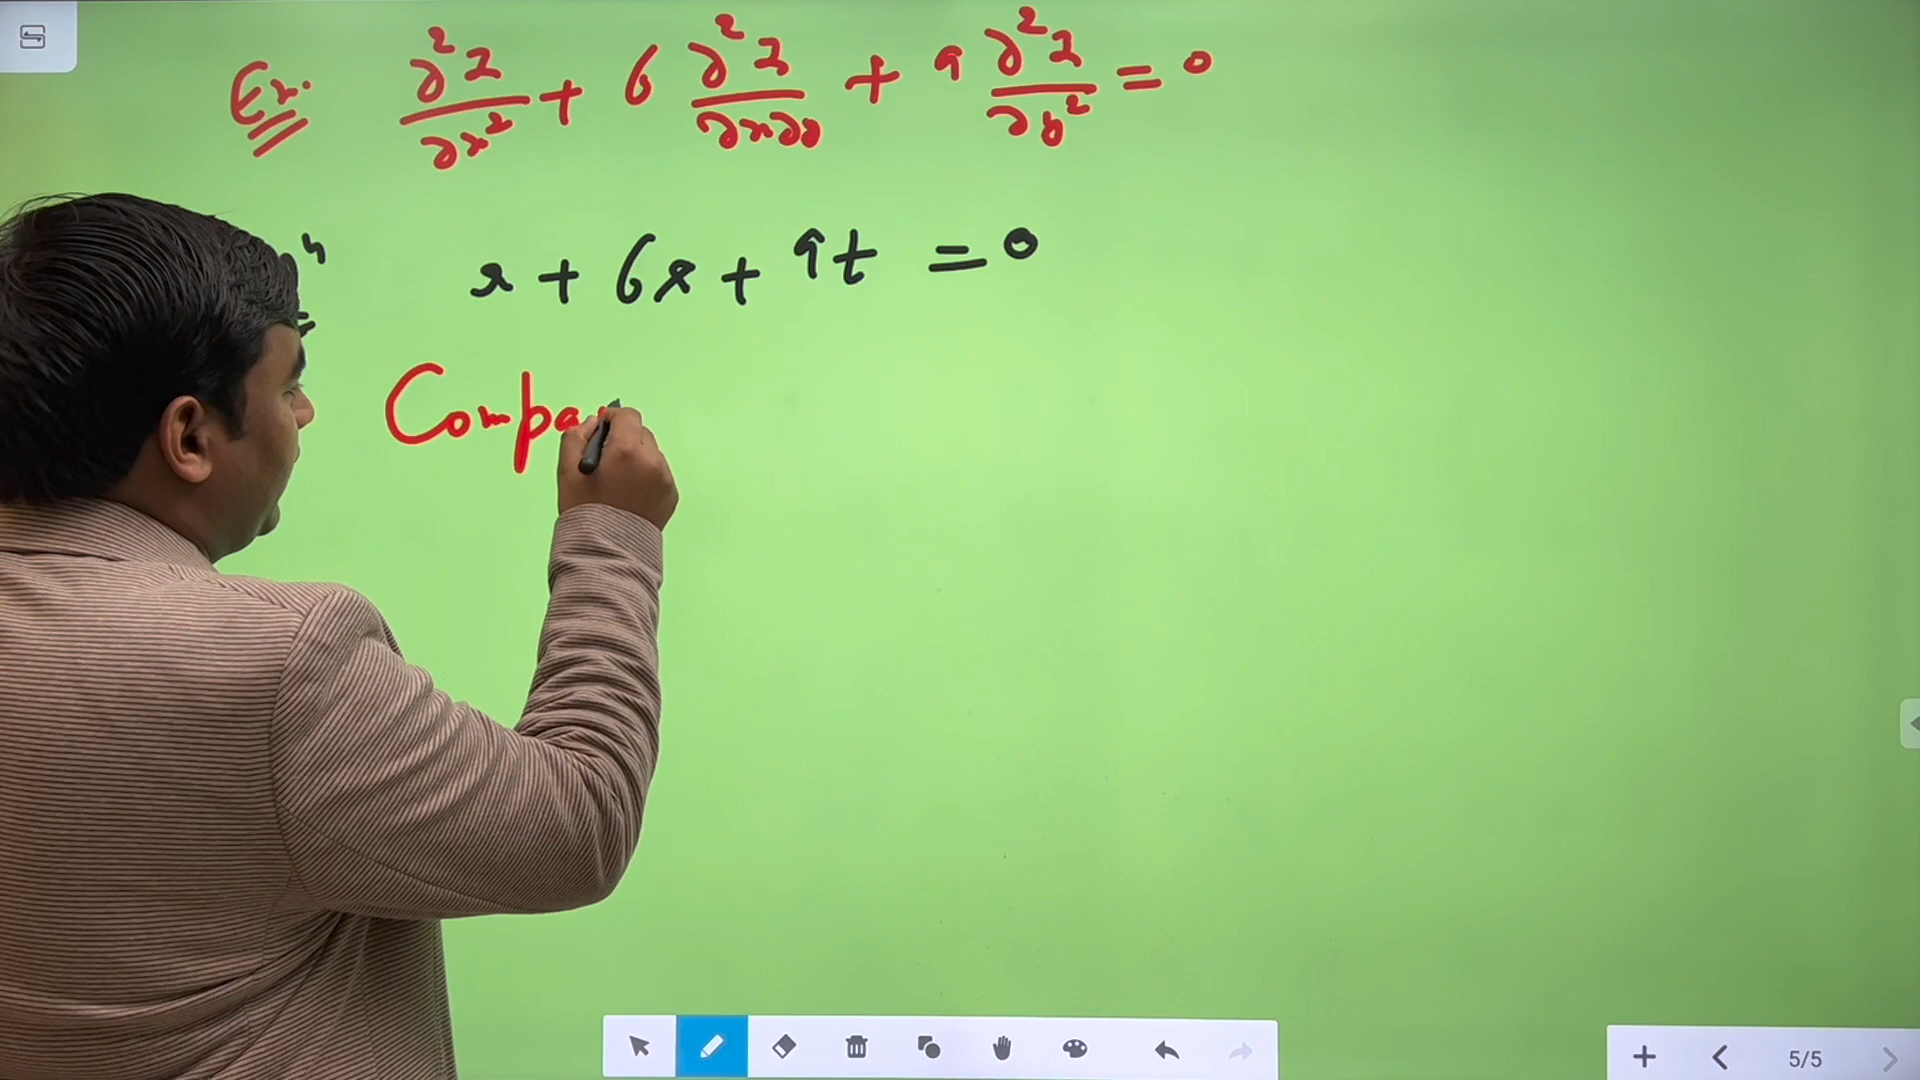 Ex. ∂²z/∂x² + 6 ∂²z/∂x∂y + 9 ∂²z/∂y² = 0
r + 6s + 9t = 0
Compa
5/5